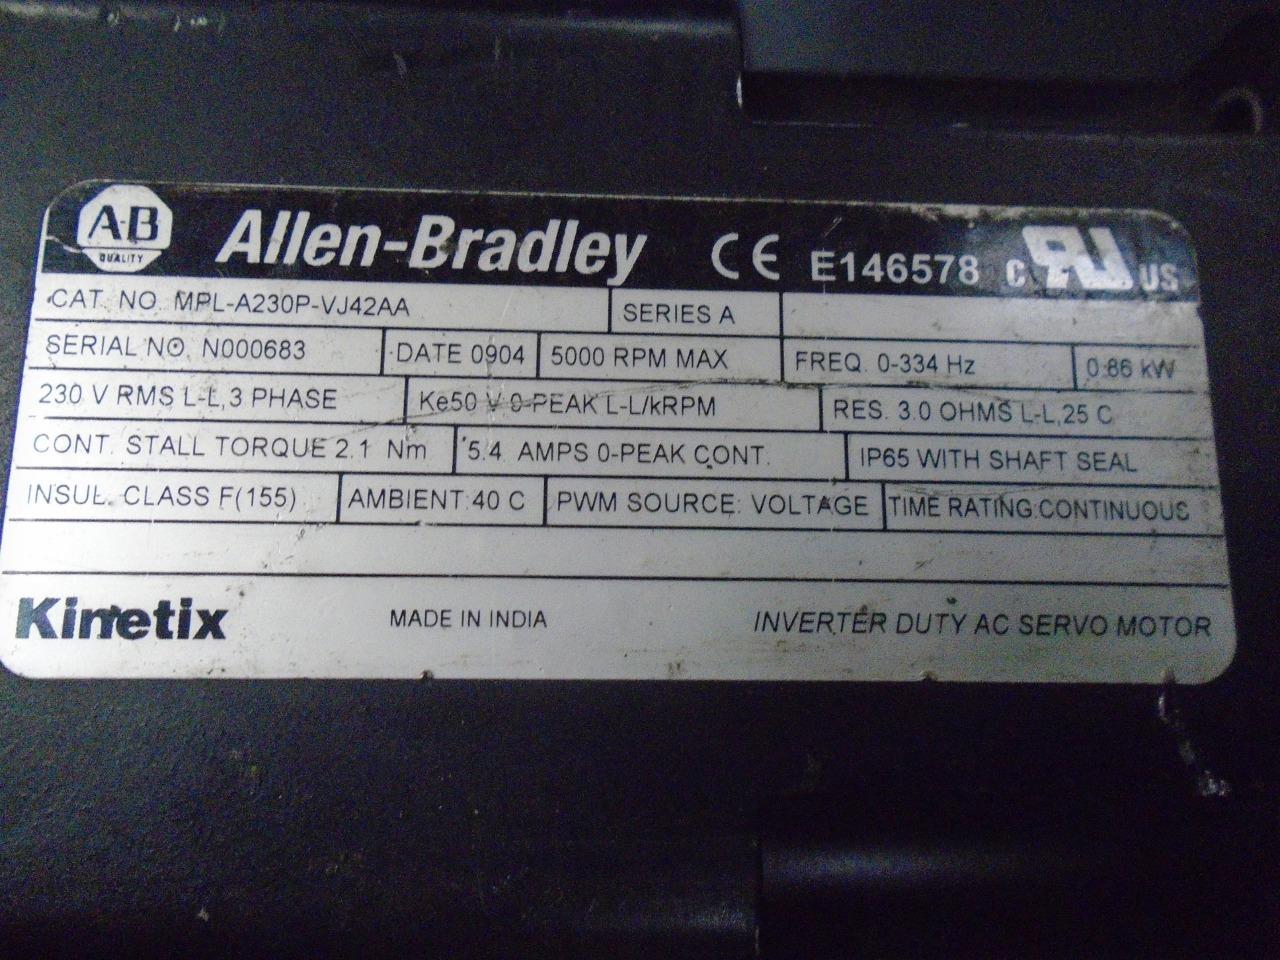 A-B Allen-Bradley CE E146578 c RU US
QUALITY
CAT. NO. MPL-A230P-VJ42AA SERIES A
SERIAL NO. N000683 DATE 0904 5000 RPM MAX FREQ. 0-334 Hz 0.86 kW
230 V RMS L-L,3 PHASE Ke50 V 0-PEAK L-L/kRPM RES. 3.0 OHMS L-L,25 C
CONT. STALL TORQUE 2.1 Nm 5.4 AMPS 0-PEAK CONT. IP65 WITH SHAFT SEAL
INSUL. CLASS F(155) AMBIENT 40 C PWM SOURCE: VOLTAGE TIME RATING:CONTINUOUS
Kinetix MADE IN INDIA INVERTER DUTY AC SERVO MOTOR